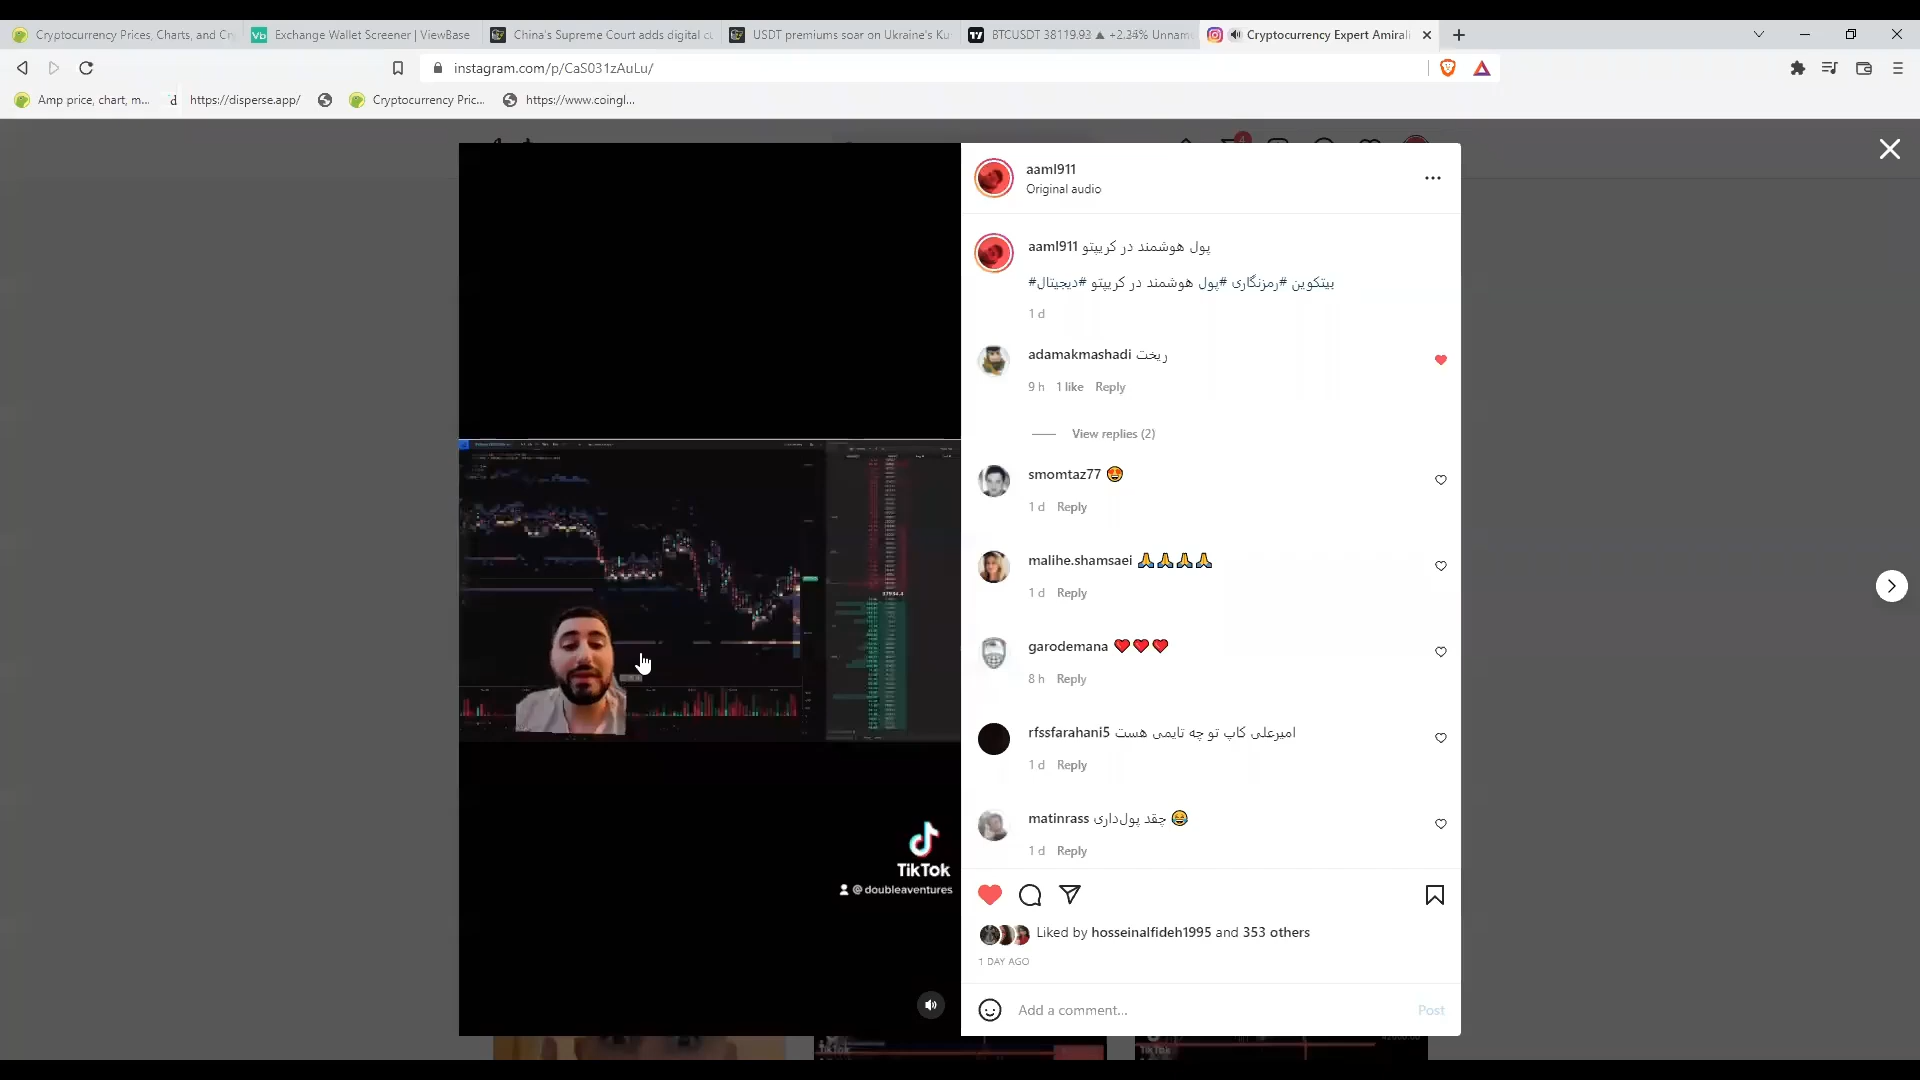 Cryptocurrency Prices, Charts, and Cr
Exchange Wallet Screener | ViewBase
China's Supreme Court adds digital cu
USDT premiums soar on Ukraine's Ku
BTCUSDT 38119.93 ▲ +2.34% Unnam
Cryptocurrency Expert Amirali
instagram.com/p/CaS031zAuLu/
Amp price, chart, m...
https://disperse.app/
Cryptocurrency Pric...
https://www.coingl...
aaml911
Original audio
aaml911 پول هوشمند در کریپتو
#بیتکوین #رمزنگاری #پول هوشمند در کریپتو #دیجیتال
1 d
adamakmashadi ریخت
9 h 1 like Reply
View replies (2)
smomtaz77 😍
1 d Reply
malihe.shamsaei 🙏🙏🙏🙏
1 d Reply
garodemana ❤️❤️❤️
8 h Reply
rfssfarahani5 امیرعلی کاپ تو چه تایمی هست
1 d Reply
matinrass چقد پول‌داری 😂
1 d Reply
TikTok
@doubleaventures
Liked by hosseinalfideh1995 and 353 others
1 DAY AGO
Add a comment...
Post